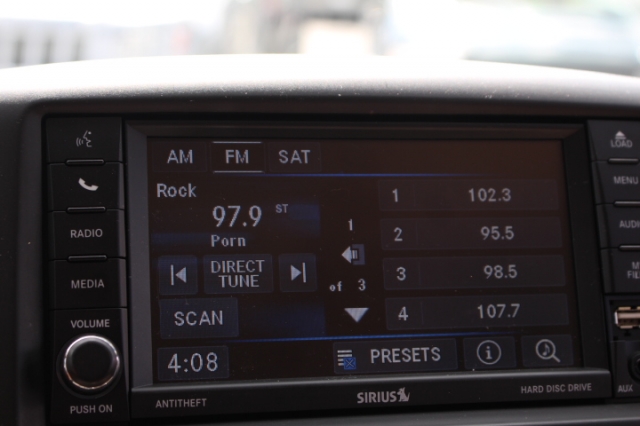 AM FM SAT
LOAD
Rock
1 102.3
MENU
97.9 ST
1
2 95.5
RADIO
Porn
DIRECT
TUNE
of 3
3 98.5
MEDIA
SCAN
4 107.7
VOLUME
4:08
PRESETS
PUSH ON
ANTITHEFT
SIRIUS
HARD DISC DRIVE
AUX